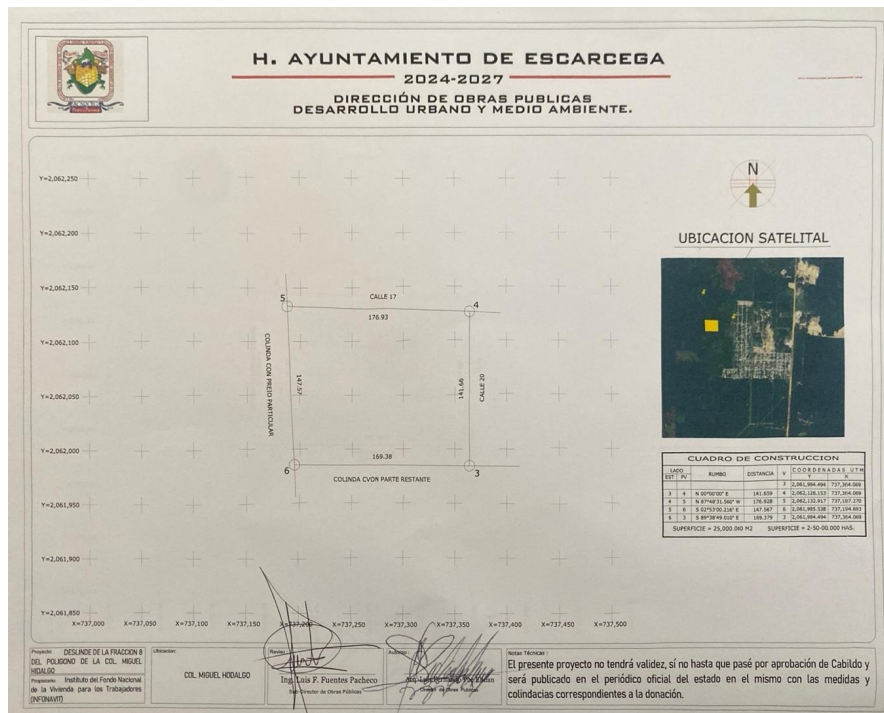 H. AYUNTAMIENTO DE ESCARCEGA
2024-2027
DIRECCIÓN DE OBRAS PUBLICAS
DESARROLLO URBANO Y MEDIO AMBIENTE.
Y=2,062,250
Y=2,062,200
Y=2,062,150
Y=2,062,100
Y=2,062,050
Y=2,062,000
Y=2,061,950
Y=2,061,900
Y=2,061,850
X=737,000 X=737,050 X=737,100 X=737,150 X=737,200 X=737,250 X=737,300 X=737,350 X=737,400 X=737,450 X=737,500
5
CALLE 17
4
176.93
COLINDA CON PREIO PARTICULAR
147.57
141.66
CALLE 20
169.38
6
3
COLINDA CVON PARTE RESTANTE
N
UBICACION SATELITAL
CUADRO DE CONSTRUCCION
LADO RUMBO DISTANCIA V COORDENADAS UTM
EST PV Y X
3 2,061,984.494 737,364.069
3 4 N 00°00'00" E 141.659 4 2,062,126.153 737,364.069
4 5 N 87°48'31.560" W 176.928 5 2,062,132.917 737,187.270
5 6 S 02°53'00.216" E 147.567 6 2,061,985.538 737,194.693
6 3 S 89°38'49.010" E 169.379 3 2,061,984.494 737,364.069
SUPERFICIE = 25,000.000 M2 SUPERFICIE = 2-50-00.000 HAS.
Proyecto: DESLINDE DE LA FRACCION 8
DEL POLIGONO DE LA COL. MIGUEL
HIDALGO
Propietario: Instituto del Fondo Nacional
de la Vivienda para los Trabajadores
(INFONAVIT)
Ubicacion:
COL. MIGUEL HIDALGO
Reviso:
Ing. Luis F. Fuentes Pacheco
Sub-Director de Obras Públicas
Autorizo:
Director de Obras Publicas
Notas Técnicas :
El presente proyecto no tendrá validez, sí no hasta que pasé por aprobación de Cabildo y
será publicado en el periódico oficial del estado en el mismo con las medidas y
colindacias correspondientes a la donación.